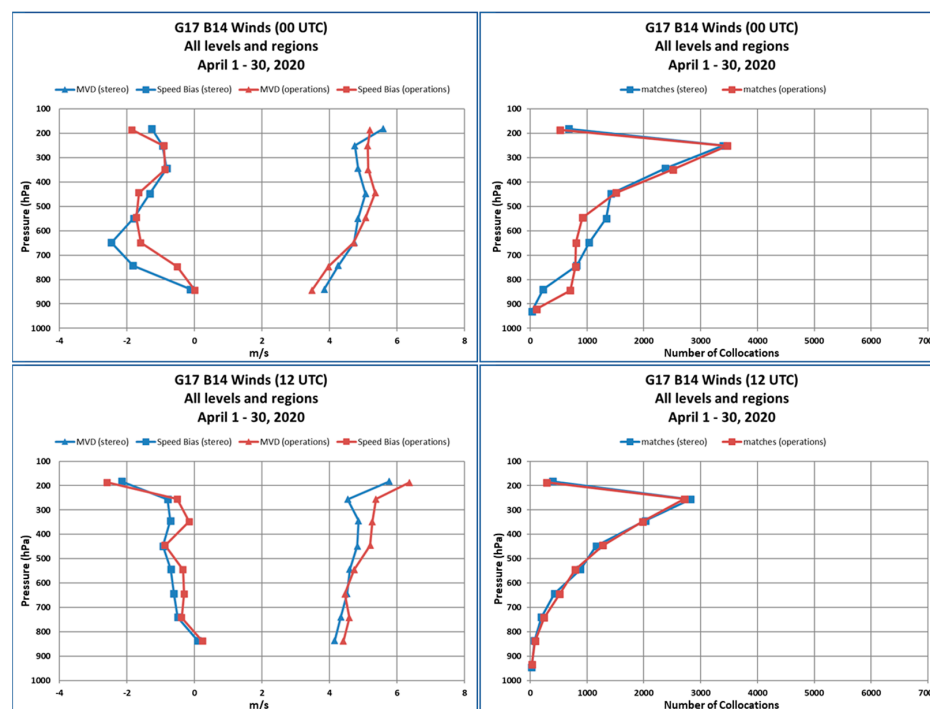 G17 B14 Winds (00 UTC)
All levels and regions
April 1 - 30, 2020
MVD (stereo) Speed Bias (stereo) MVD (operations) Speed Bias (operations)
100
200
300
400
500
600
700
800
900
1000
Pressure (hPa)
-4 -2 0 2 4 6 8
m/s
G17 B14 Winds (00 UTC)
All levels and regions
April 1 - 30, 2020
matches (stereo) matches (operations)
100
200
300
400
500
600
700
800
900
1000
Pressure (hPa)
0 1000 2000 3000 4000 5000 6000 700
Number of Collocations
G17 B14 Winds (12 UTC)
All levels and regions
April 1 - 30, 2020
MVD (stereo) Speed Bias (stereo) MVD (operations) Speed Bias (operations)
100
200
300
400
500
600
700
800
900
1000
Pressure (hPa)
-4 -2 0 2 4 6 8
m/s
G17 B14 Winds (12 UTC)
All levels and regions
April 1 - 30, 2020
matches (stereo) matches (operations)
100
200
300
400
500
600
700
800
900
1000
Pressure (hPa)
0 1000 2000 3000 4000 5000 6000 700
Number of Collocations